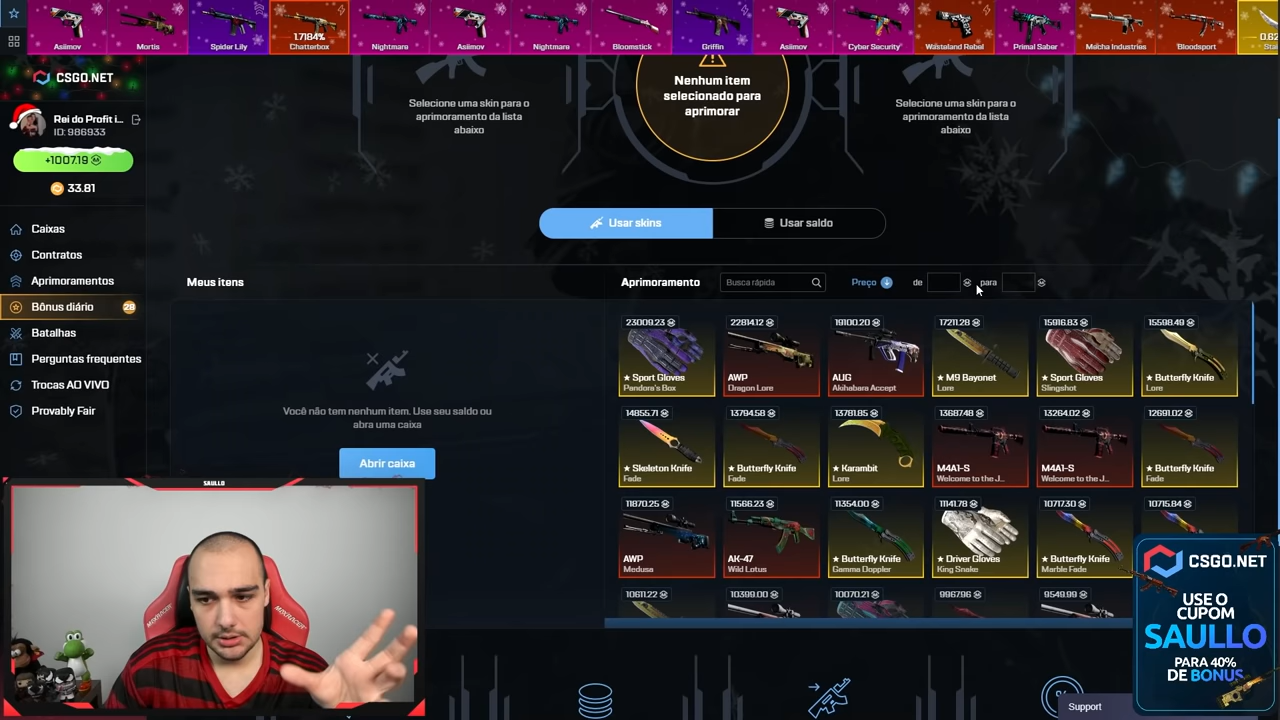 Asiimov
Mortis
Spider Lily
1.7184%
Chatterbox
Nightmare
Asiimov
Nightmare
Bloomstick
Griffin
Asiimov
Cyber Security
Wasteland Rebel
Primal Saber
Mecha Industries
Bloodsport
CSGO.NET
Rei do Profit i...
ID: 986933
+1007.19
33.81
Caixas
Contratos
Aprimoramentos
Bônus diário
28
Batalhas
Perguntas frequentes
Trocas AO VIVO
Provably Fair
Selecione uma skin para o
aprimoramento da lista
abaixo
Nenhum item
selecionado para
aprimorar
Selecione uma skin para o
aprimoramento da lista
abaixo
Usar skins
Usar saldo
Meus itens
Você não tem nenhum item. Use seu saldo ou
abra uma caixa
Abrir caixa
Aprimoramento
Busca rápida
Preço
de
para
23009.23
★ Sport Gloves
Pandora's Box
22814.12
AWP
Dragon Lore
19100.20
AUG
Akihabara Accept
17211.28
★ M9 Bayonet
Lore
15916.83
★ Sport Gloves
Slingshot
15598.49
★ Butterfly Knife
Lore
14855.71
★ Skeleton Knife
Fade
13794.58
★ Butterfly Knife
Fade
13781.85
★ Karambit
Lore
13687.48
M4A1-S
Welcome to the J...
13264.02
M4A1-S
Welcome to the J...
12691.02
★ Butterfly Knife
Fade
11870.25
AWP
Medusa
11566.23
AK-47
Wild Lotus
11354.00
★ Butterfly Knife
Gamma Doppler
11141.78
★ Driver Gloves
King Snake
10717.30
★ Butterfly Knife
Marble Fade
10715.84
10611.22
10399.00
10070.21
9967.96
9549.99
SAULLO
MAXRACER
CSGO.NET
USE O
CUPOM
SAULLO
PARA 40%
DE BONUS
Support